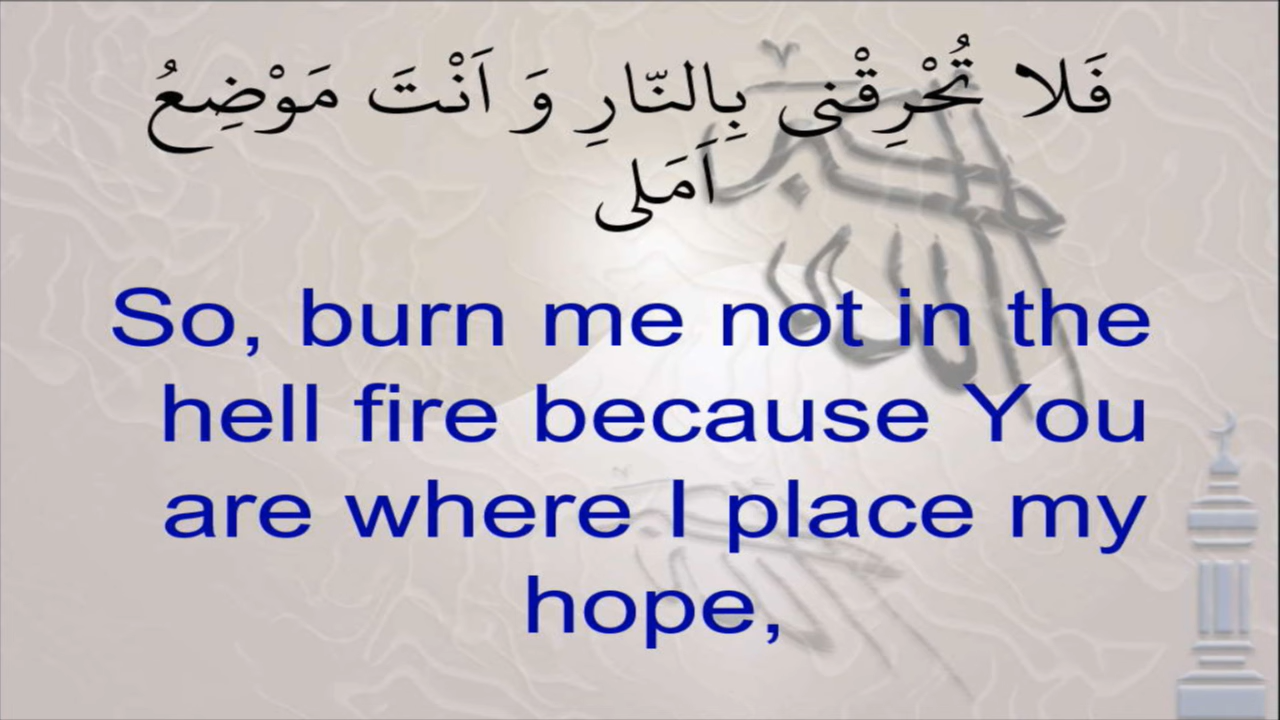 فَلا تُحْرِقْنى بِالنّارِ وَ اَنْتَ مَوْضِعُ
اَمَلى
So, burn me not in the
hell fire because You
are where I place my
hope,